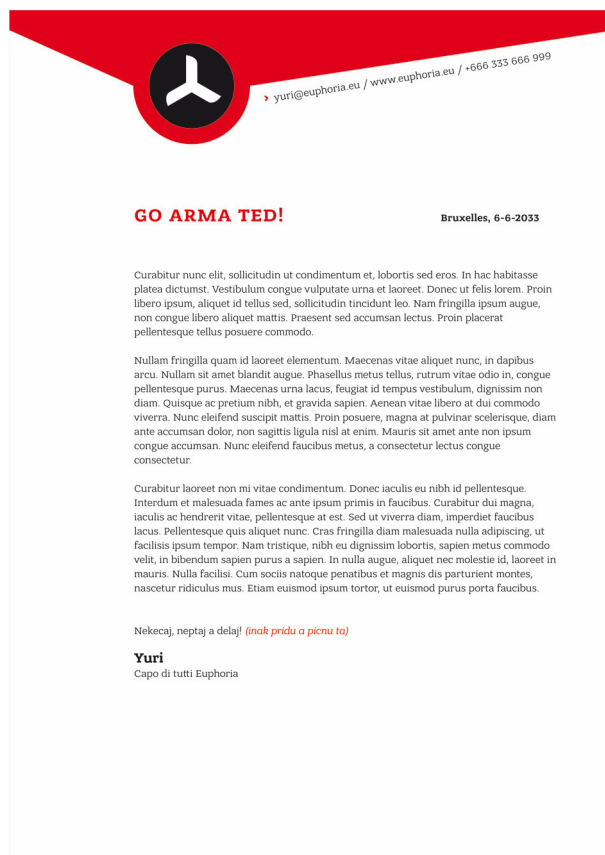 › yuri@euphoria.eu / www.euphoria.eu / +666 333 666 999
GO ARMA TED!
Bruxelles, 6-6-2033
Curabitur nunc elit, sollicitudin ut condimentum et, lobortis sed eros. In hac habitasse
platea dictumst. Vestibulum congue vulputate urna et laoreet. Donec ut felis lorem. Proin
libero ipsum, aliquet id tellus sed, sollicitudin tincidunt leo. Nam fringilla ipsum augue,
non congue libero aliquet mattis. Praesent sed accumsan lectus. Proin placerat
pellentesque tellus posuere commodo.
Nullam fringilla quam id laoreet elementum. Maecenas vitae aliquet nunc, in dapibus
arcu. Nullam sit amet blandit augue. Phasellus metus tellus, rutrum vitae odio in, congue
pellentesque purus. Maecenas urna lacus, feugiat id tempus vestibulum, dignissim non
diam. Quisque ac pretium nibh, et gravida sapien. Aenean vitae libero at dui commodo
viverra. Nunc eleifend suscipit mattis. Proin posuere, magna at pulvinar scelerisque, diam
ante accumsan dolor, non sagittis ligula nisl at enim. Mauris sit amet ante non ipsum
congue accumsan. Nunc eleifend faucibus metus, a consectetur lectus congue
consectetur.
Curabitur laoreet non mi vitae condimentum. Donec iaculis eu nibh id pellentesque.
Interdum et malesuada fames ac ante ipsum primis in faucibus. Curabitur dui magna,
iaculis ac hendrerit vitae, pellentesque at est. Sed ut viverra diam, imperdiet faucibus
lacus. Pellentesque quis aliquet nunc. Cras fringilla diam malesuada nulla adipiscing, ut
facilisis ipsum tempor. Nam tristique, nibh eu dignissim lobortis, sapien metus commodo
velit, in bibendum sapien purus a sapien. In nulla augue, aliquet nec molestie id, laoreet in
mauris. Nulla facilisi. Cum sociis natoque penatibus et magnis dis parturient montes,
nascetur ridiculus mus. Etiam euismod ipsum tortor, ut euismod purus porta faucibus.
Nekecaj, neptaj a delaj! (inak pridu a picnu ta)
Yuri
Capo di tutti Euphoria